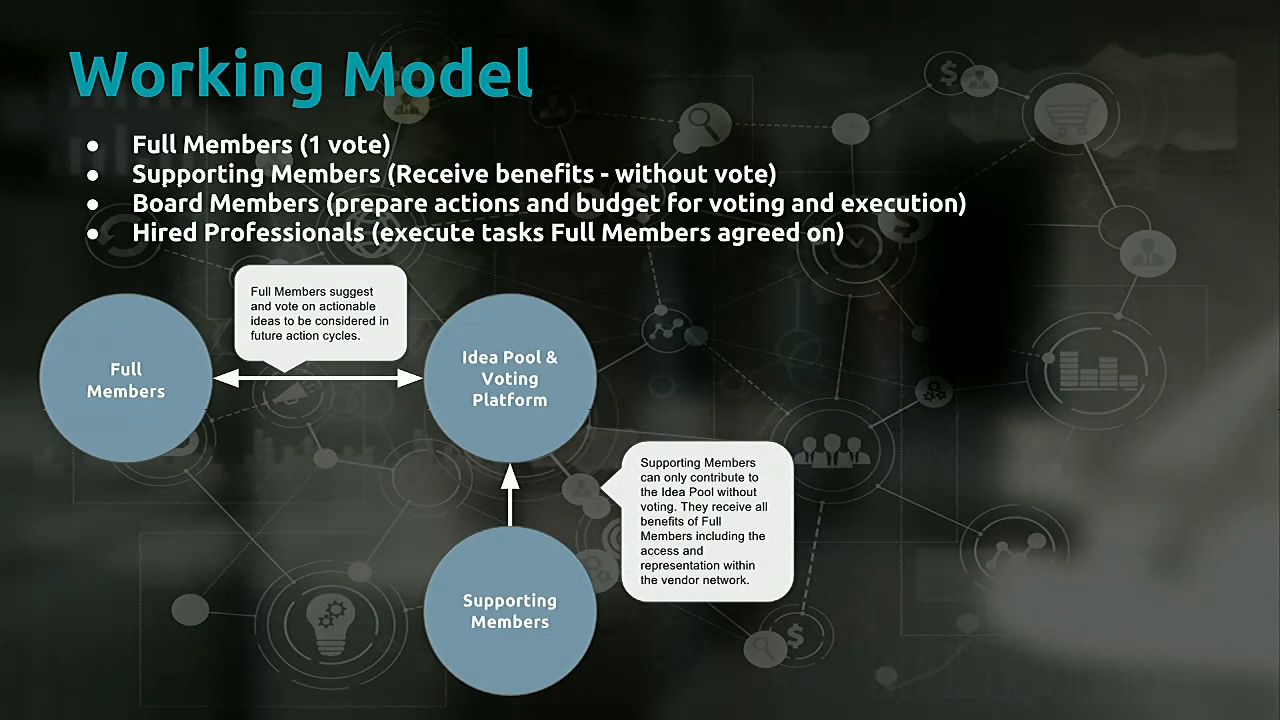 Working Model
● Full Members (1 vote)
● Supporting Members (Receive benefits - without vote)
● Board Members (prepare actions and budget for voting and execution)
● Hired Professionals (execute tasks Full Members agreed on)
Full Members suggest
and vote on actionable
ideas to be considered in
future action cycles.
Full
Members
Idea Pool &
Voting
Platform
Supporting Members
can only contribute to
the Idea Pool without
voting. They receive all
benefits of Full
Members including the
access and
representation within
the vendor network.
Supporting
Members